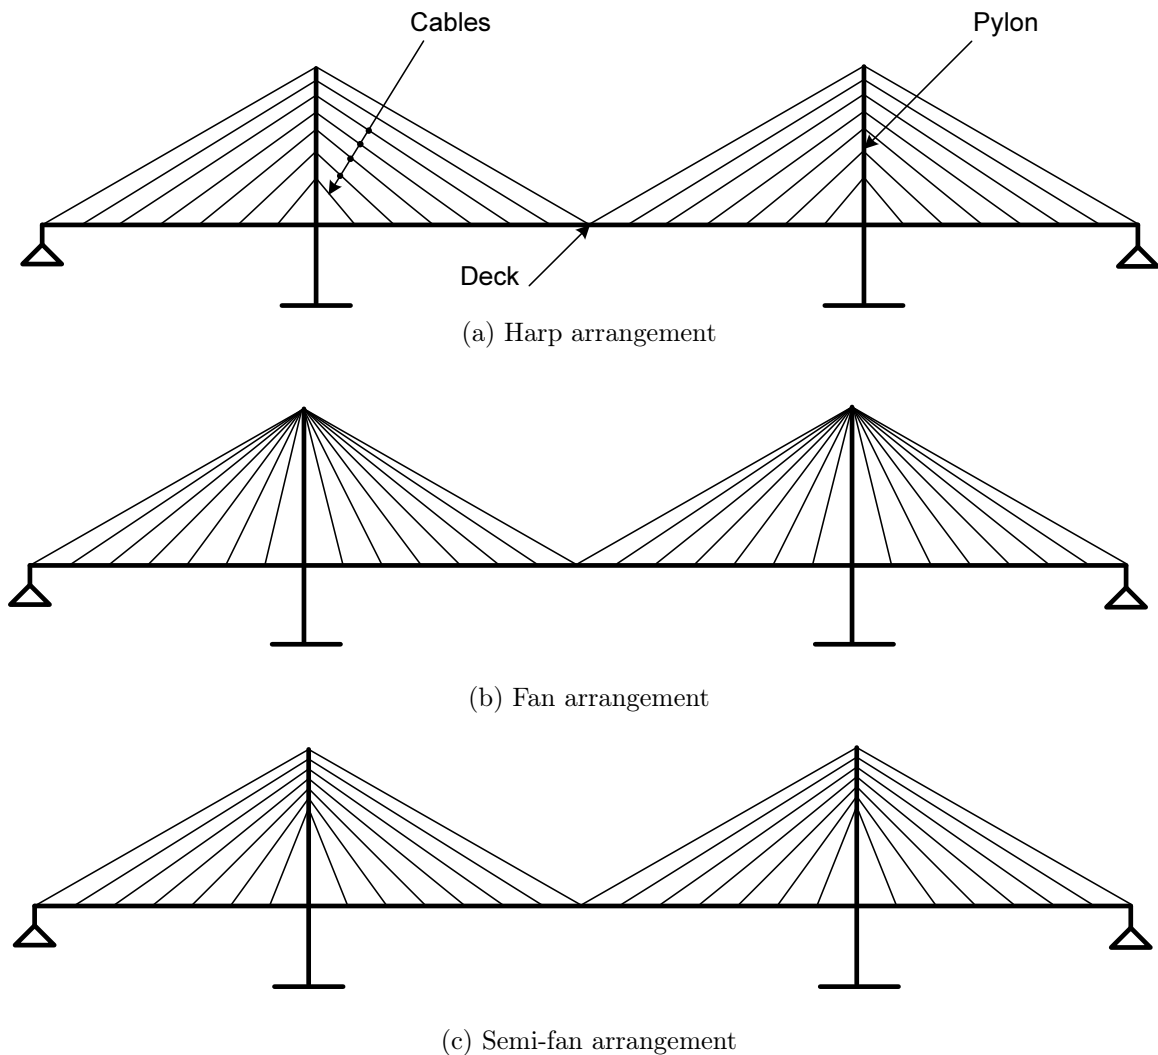 Cables
Pylon
Deck
(a) Harp arrangement
(b) Fan arrangement
(c) Semi-fan arrangement